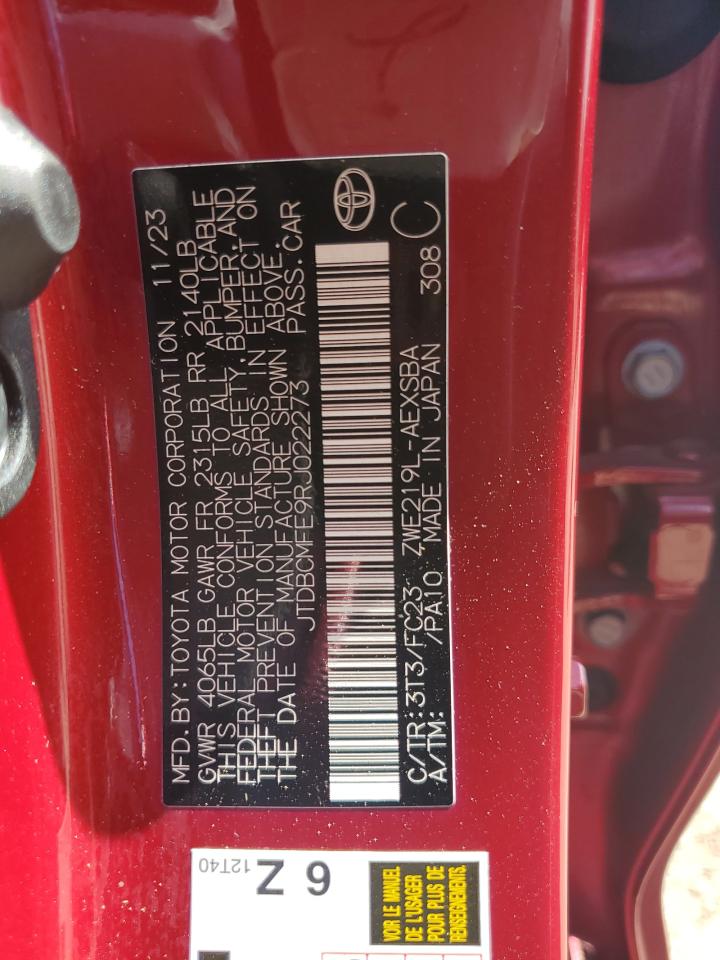 MFD. BY: TOYOTA MOTOR CORPORATION 11/23
GVWR 4065LB GAWR FR 2315LB RR 2140LB
THIS VEHICLE CONFORMS TO ALL APPLICABLE
FEDERAL MOTOR VEHICLE SAFETY, BUMPER, AND
THEFT PREVENTION STANDARDS IN EFFECT ON
THE DATE OF MANUFACTURE SHOWN ABOVE.
JTDBCMFE9RJ022273 PASS. CAR
C/TR: 3T3/FC23 ZWE219L-AEXSBA
A/TM: /PA10 MADE IN JAPAN 308 C
12T40
6 Z
VOIR LE MANUEL
DE L'USAGER
POUR PLUS DE
RENSEIGNEMENTS.